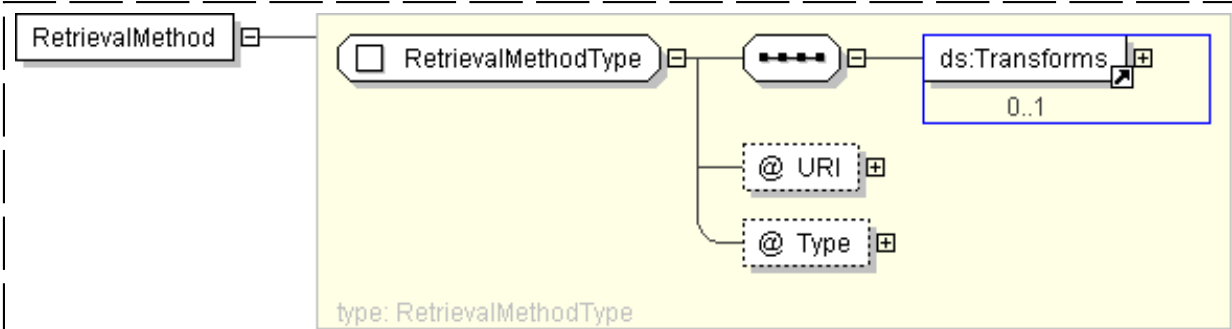 RetrievalMethod
RetrievalMethodType
ds:Transforms
0..1
@ URI
@ Type
type: RetrievalMethodType